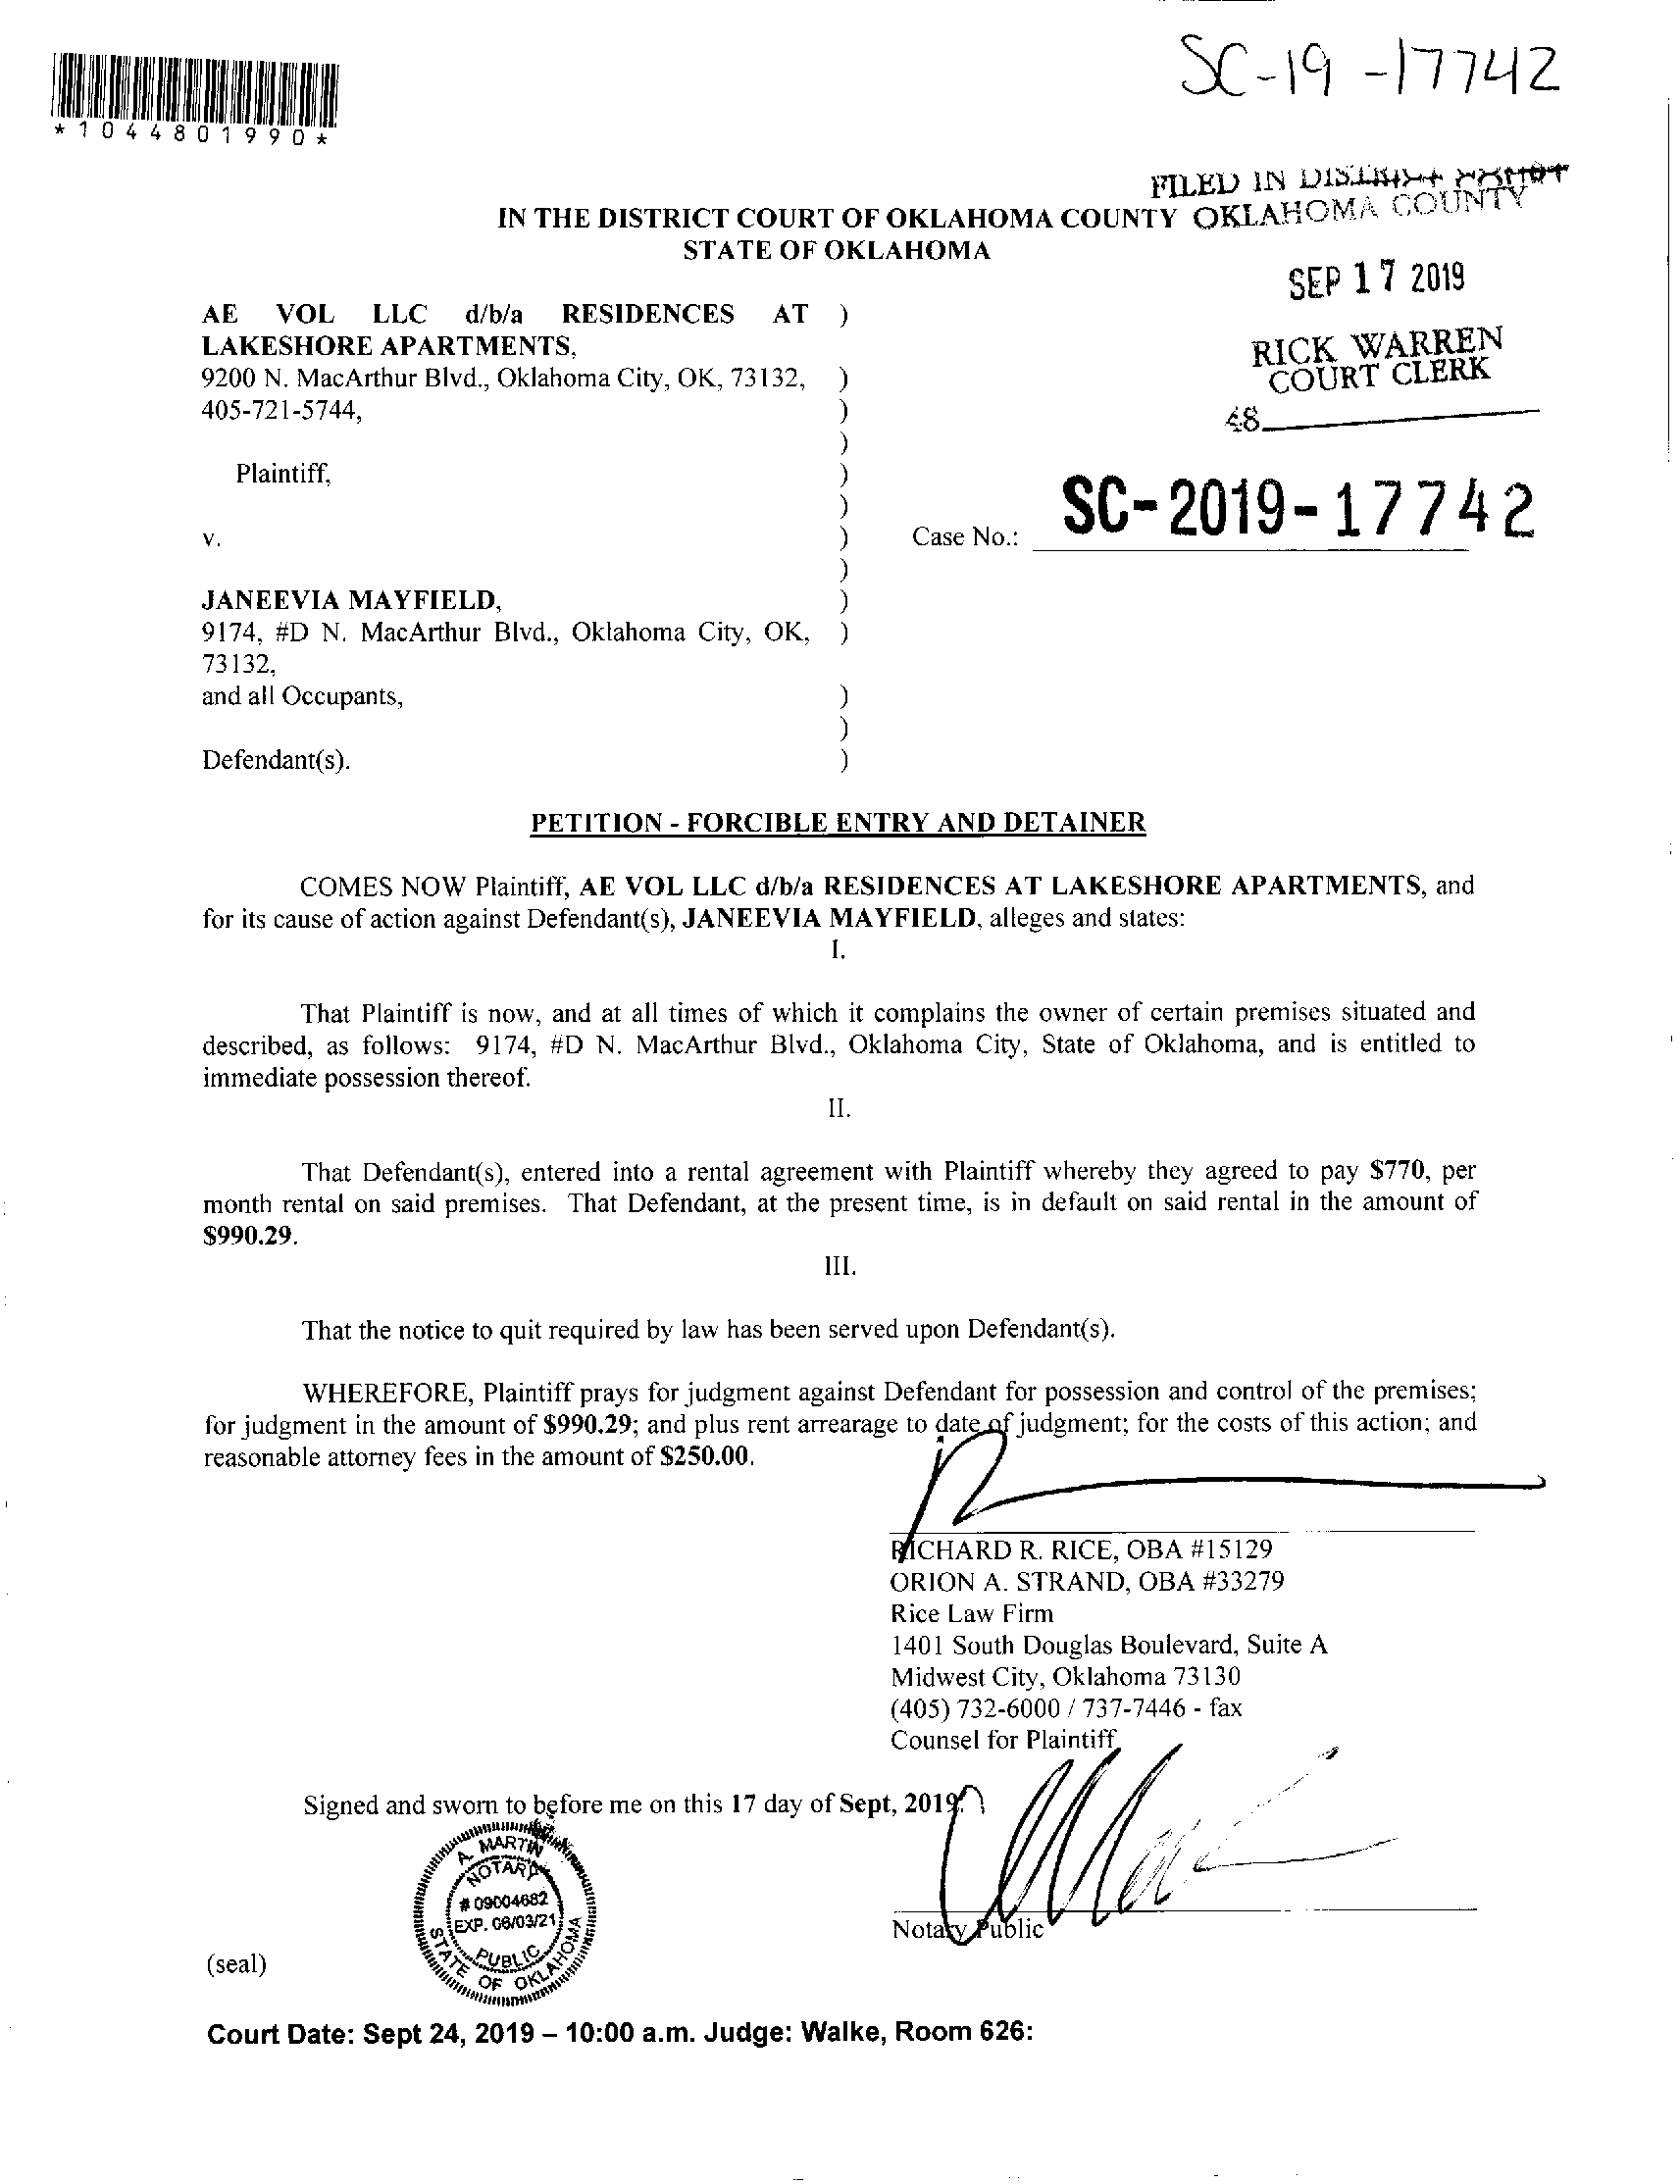 SC-19-17742
*1044801990*
FILED IN DISTRICT COURT
OKLAHOMA COUNTY
IN THE DISTRICT COURT OF OKLAHOMA COUNTY
STATE OF OKLAHOMA
SEP 17 2019
RICK WARREN
COURT CLERK
48
AE VOL LLC d/b/a RESIDENCES AT )
LAKESHORE APARTMENTS,
9200 N. MacArthur Blvd., Oklahoma City, OK, 73132, )
405-721-5744, )
)
Plaintiff, )
)
v. ) Case No.: SC-2019-17742
)
JANEEVIA MAYFIELD, )
9174, #D N. MacArthur Blvd., Oklahoma City, OK, )
73132,
and all Occupants, )
)
Defendant(s). )
PETITION - FORCIBLE ENTRY AND DETAINER
COMES NOW Plaintiff, AE VOL LLC d/b/a RESIDENCES AT LAKESHORE APARTMENTS, and
for its cause of action against Defendant(s), JANEEVIA MAYFIELD, alleges and states:
I.
That Plaintiff is now, and at all times of which it complains the owner of certain premises situated and
described, as follows: 9174, #D N. MacArthur Blvd., Oklahoma City, State of Oklahoma, and is entitled to
immediate possession thereof.
II.
That Defendant(s), entered into a rental agreement with Plaintiff whereby they agreed to pay $770, per
month rental on said premises. That Defendant, at the present time, is in default on said rental in the amount of
$990.29.
III.
That the notice to quit required by law has been served upon Defendant(s).
WHEREFORE, Plaintiff prays for judgment against Defendant for possession and control of the premises;
for judgment in the amount of $990.29; and plus rent arrearage to date of judgment; for the costs of this action; and
reasonable attorney fees in the amount of $250.00.
RICHARD R. RICE, OBA #15129
ORION A. STRAND, OBA #33279
Rice Law Firm
1401 South Douglas Boulevard, Suite A
Midwest City, Oklahoma 73130
(405) 732-6000 / 737-7446 - fax
Counsel for Plaintiff
Signed and sworn to before me on this 17 day of Sept, 2019.
A. MARTIN
NOTARY
# 09004682
EXP. 06/03/21
PUBLIC
STATE OF OKLAHOMA
Notary Public
(seal)
Court Date: Sept 24, 2019 – 10:00 a.m. Judge: Walke, Room 626: